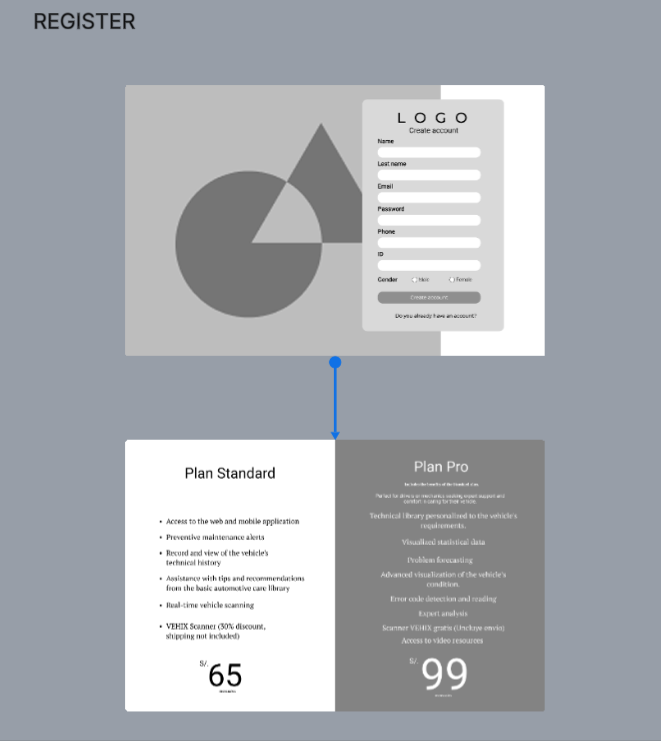 REGISTER
LOGO
Create account
Name
Last name
Email
Password
Phone
ID
Gender
Male
Female
Create account
Do you already have an account?
Plan Standard
• Access to the web and mobile application
• Preventive maintenance alerts
• Record and view of the vehicle's
technical history
• Assistance with tips and recommendations
from the basic automotive care library
• Real-time vehicle scanning
• VEHIX Scanner (30% discount,
shipping not included)
S/.
65
Plan Pro
Includes the benefits of the Standard plan.
Perfect for drivers or mechanics seeking expert support and
comfort in caring for their vehicle.
Technical library personalised to the vehicle's
requirements.
Visualised statistical data
Problem forecasting
Advanced visualization of the vehicle's
condition.
Error code detection and reading
Expert analysis
Scanner VEHIX gratis (Incluye envío)
Access to video resources
S/.
99